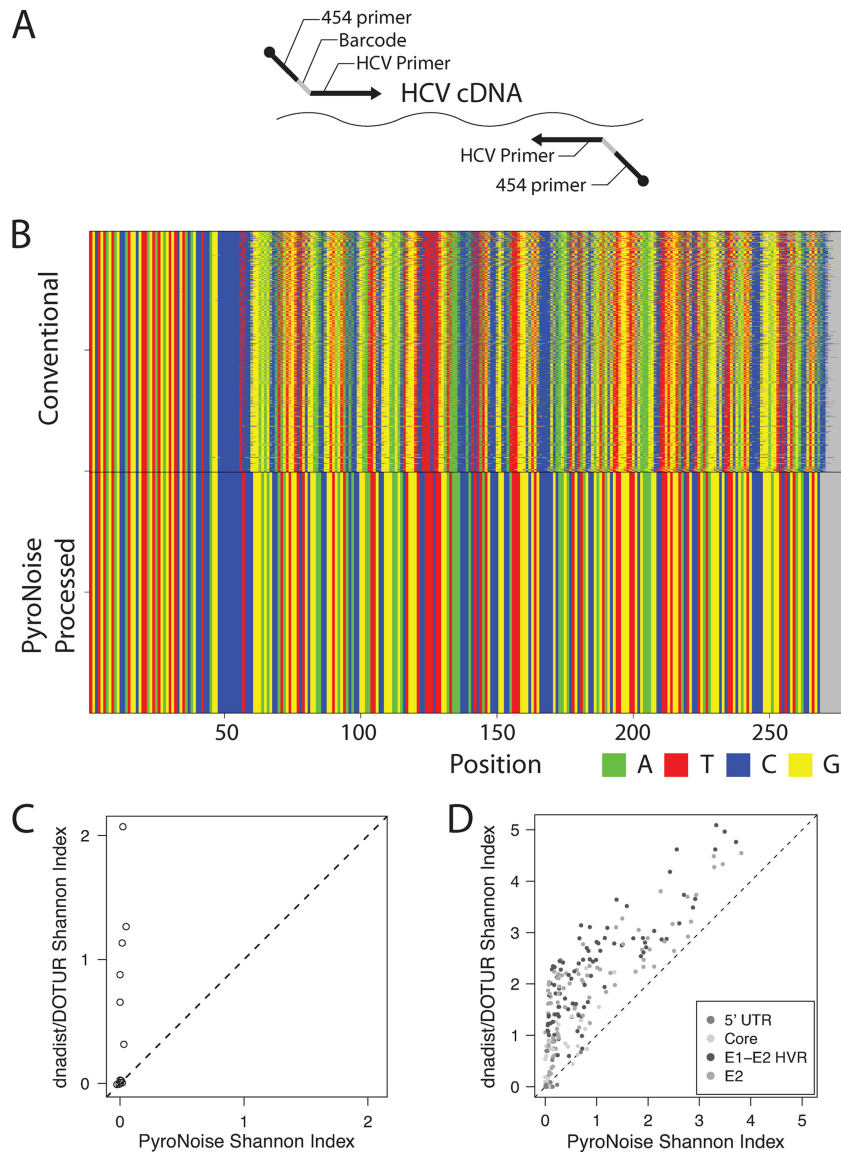 A
454 primer
Barcode
HCV Primer
HCV cDNA
HCV Primer
454 primer
B
Conventional
PyroNoise
Processed
50
100
150
200
250
Position
A
T
C
G
C
dnadist/DOTUR Shannon Index
2
1
0
0
1
2
PyroNoise Shannon Index
D
dnadist/DOTUR Shannon Index
5
4
3
2
1
0
5' UTR
Core
E1–E2 HVR
E2
0
1
2
3
4
5
PyroNoise Shannon Index